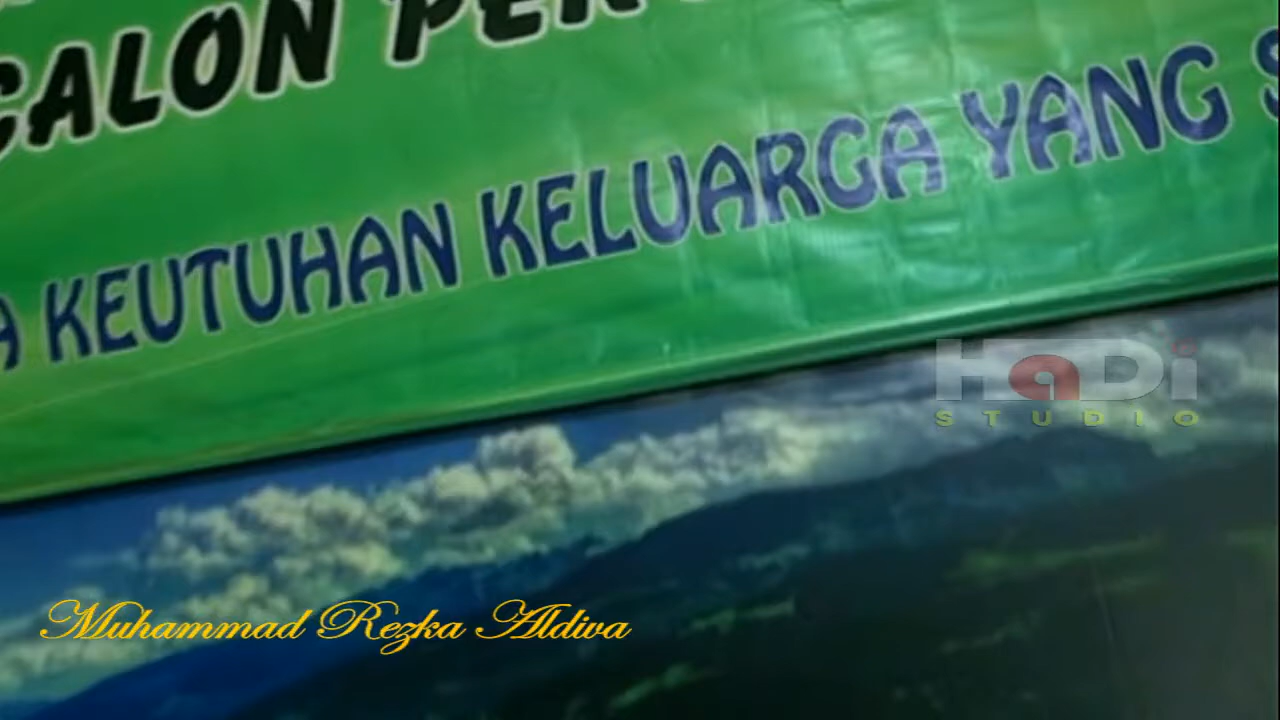 CALON
KEUTUHAN KELUARGA YANG
HaDi
STUDIO
Muhammad Rezka Aldiva